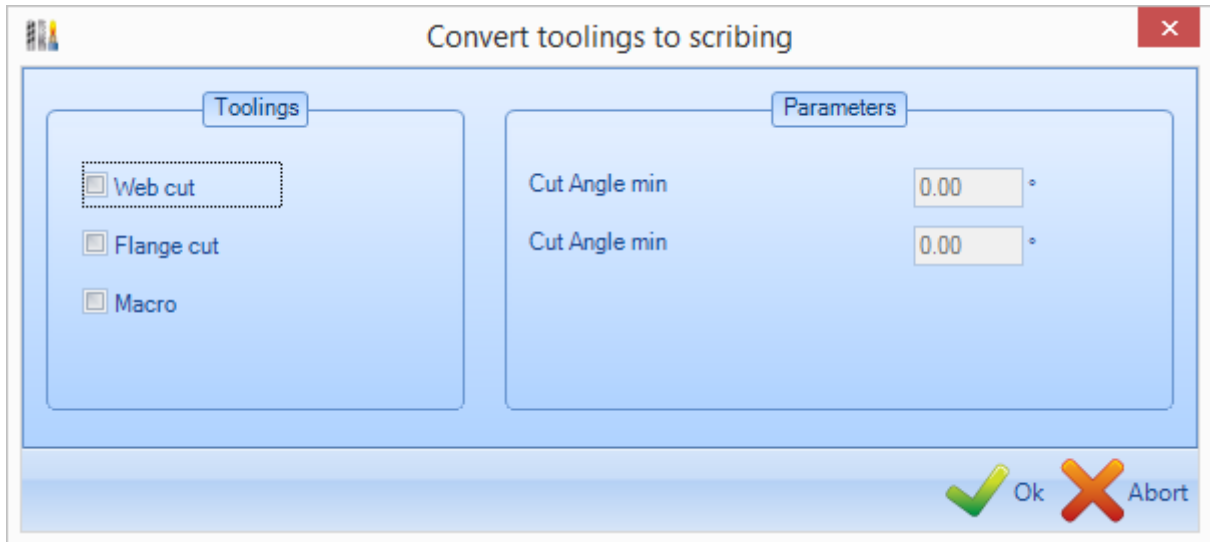 Convert toolings to scribing
Toolings
Parameters
Web cut
Cut Angle min
0.00 °
Flange cut
Cut Angle min
0.00 °
Macro
Ok
Abort